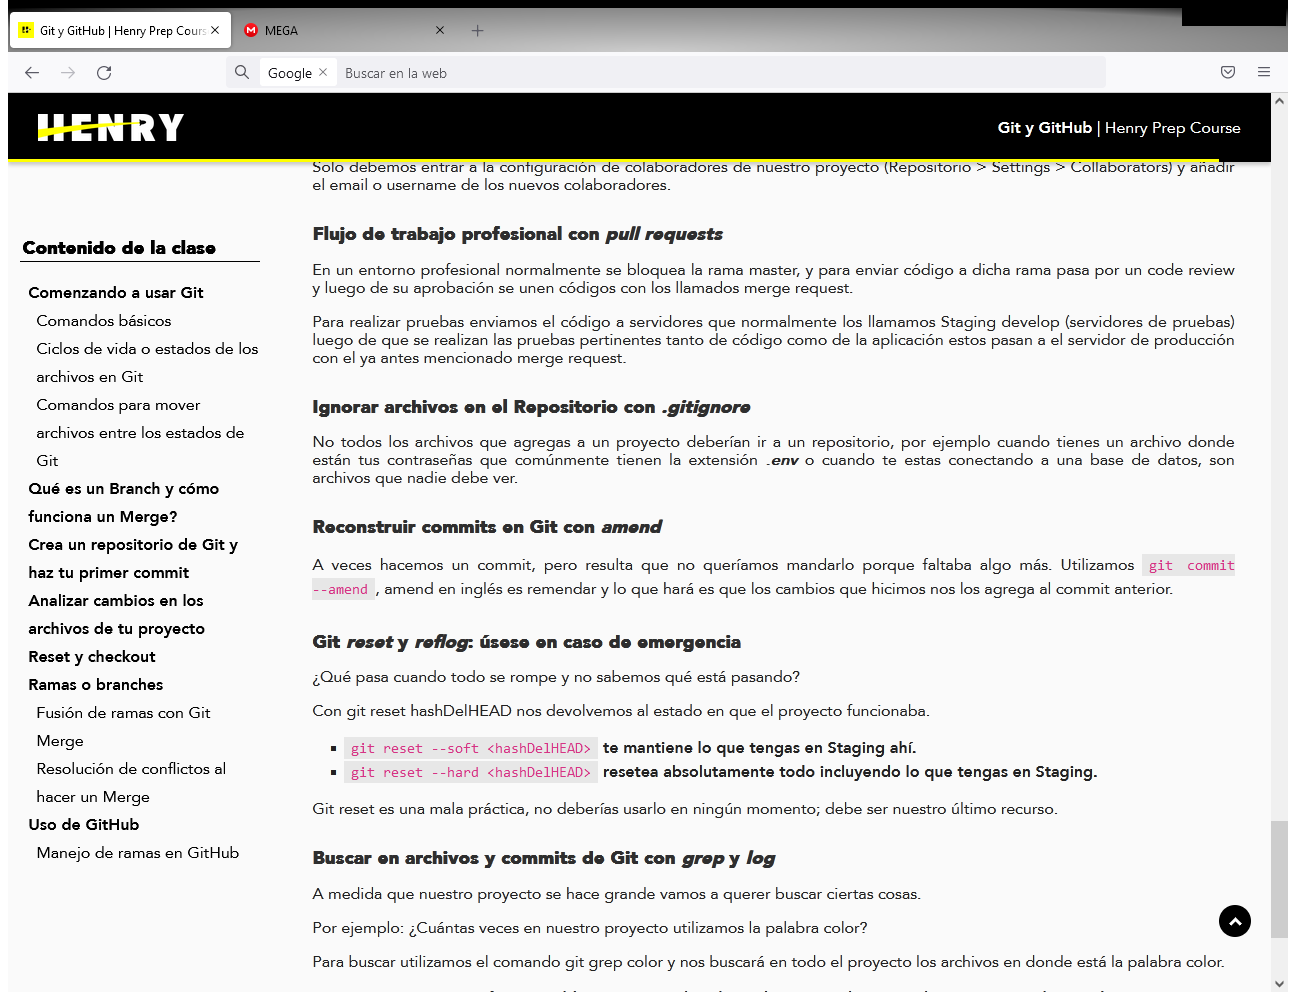 Git y GitHub | Henry Prep Cours
MEGA
Google
Buscar en la web
HENRY
Git y GitHub | Henry Prep Course
Solo debemos entrar a la configuración de colaboradores de nuestro proyecto (Repositorio > Settings > Collaborators) y añadir
el email o username de los nuevos colaboradores.
Contenido de la clase
Comenzando a usar Git
Comandos básicos
Ciclos de vida o estados de los
archivos en Git
Comandos para mover
archivos entre los estados de
Git
Qué es un Branch y cómo
funciona un Merge?
Crea un repositorio de Git y
haz tu primer commit
Analizar cambios en los
archivos de tu proyecto
Reset y checkout
Ramas o branches
Fusión de ramas con Git
Merge
Resolución de conflictos al
hacer un Merge
Uso de GitHub
Manejo de ramas en GitHub
Flujo de trabajo profesional con pull requests
En un entorno profesional normalmente se bloquea la rama master, y para enviar código a dicha rama pasa por un code review
y luego de su aprobación se unen códigos con los llamados merge request.
Para realizar pruebas enviamos el código a servidores que normalmente los llamamos Staging develop (servidores de pruebas)
luego de que se realizan las pruebas pertinentes tanto de código como de la aplicación estos pasan a el servidor de producción
con el ya antes mencionado merge request.
Ignorar archivos en el Repositorio con .gitignore
No todos los archivos que agregas a un proyecto deberían ir a un repositorio, por ejemplo cuando tienes un archivo donde
están tus contraseñas que comúnmente tienen la extensión .env o cuando te estas conectando a una base de datos, son
archivos que nadie debe ver.
Reconstruir commits en Git con amend
A veces hacemos un commit, pero resulta que no queríamos mandarlo porque faltaba algo más. Utilizamos git commit
--amend , amend en inglés es remendar y lo que hará es que los cambios que hicimos nos los agrega al commit anterior.
Git reset y reflog: úsese en caso de emergencia
¿Qué pasa cuando todo se rompe y no sabemos qué está pasando?
Con git reset hashDelHEAD nos devolvemos al estado en que el proyecto funcionaba.
git reset --soft <hashDelHEAD> te mantiene lo que tengas en Staging ahí.
git reset --hard <hashDelHEAD> resetea absolutamente todo incluyendo lo que tengas en Staging.
Git reset es una mala práctica, no deberías usarlo en ningún momento; debe ser nuestro último recurso.
Buscar en archivos y commits de Git con grep y log
A medida que nuestro proyecto se hace grande vamos a querer buscar ciertas cosas.
Por ejemplo: ¿Cuántas veces en nuestro proyecto utilizamos la palabra color?
Para buscar utilizamos el comando git grep color y nos buscará en todo el proyecto los archivos en donde está la palabra color.